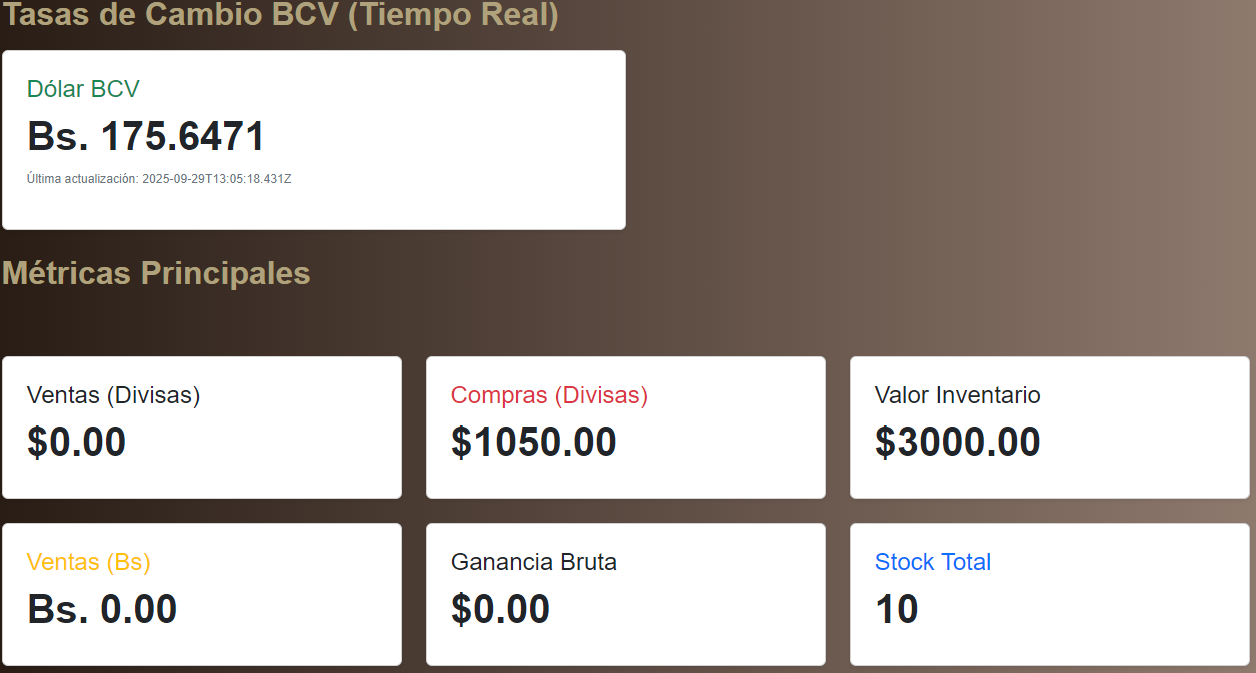 Tasas de Cambio BCV (Tiempo Real)
Dólar BCV
Bs. 175.6471
Última actualización: 2025-09-29T13:05:18.431Z
Métricas Principales
Ventas (Divisas)
$0.00
Compras (Divisas)
$1050.00
Valor Inventario
$3000.00
Ventas (Bs)
Bs. 0.00
Ganancia Bruta
$0.00
Stock Total
10